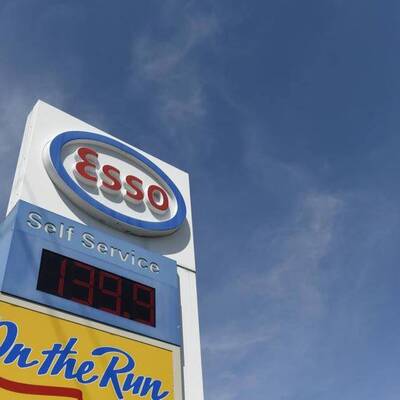 Esso
Self Service
139.9
On the Run